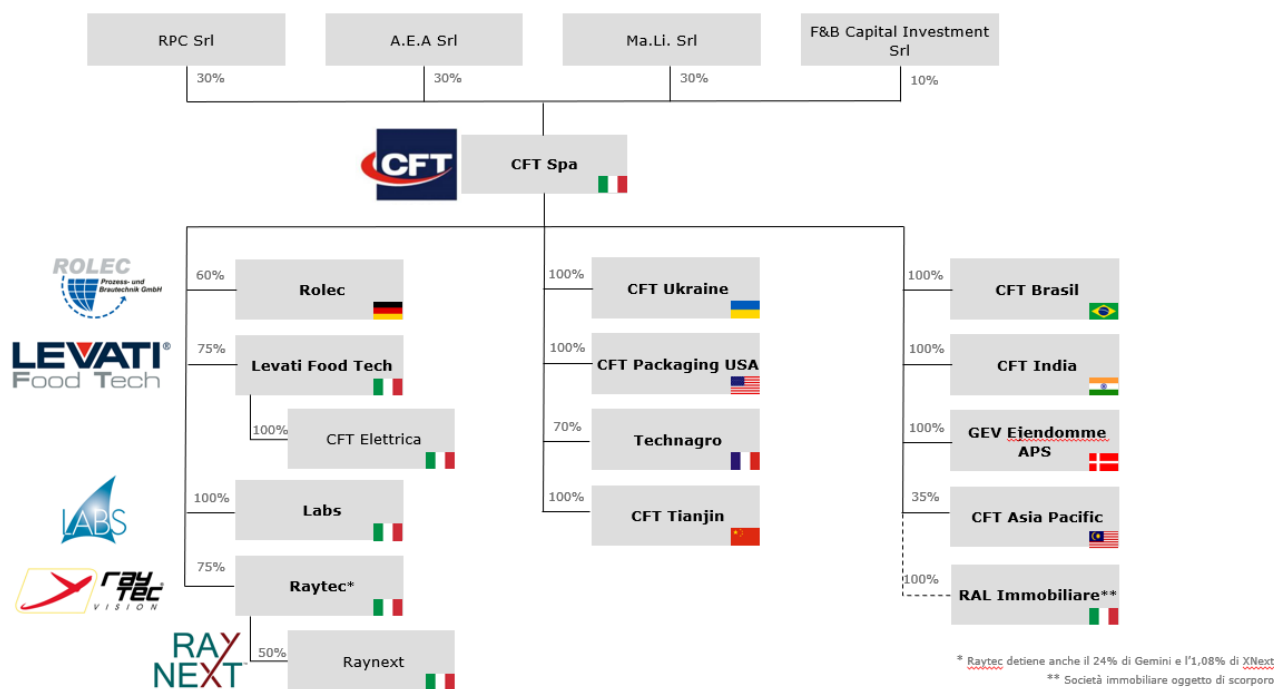 RPC Srl
A.E.A Srl
Ma.Li. Srl
F&B Capital Investment
Srl
30%
30%
30%
10%
CFT
CFT Spa
ROLEC
Prozess- und
Brautechnik GmbH
60%
Rolec
100%
CFT Ukraine
100%
CFT Brasil
LEVATI®
Food Tech
75%
Levati Food Tech
100%
CFT Packaging USA
100%
CFT India
100%
CFT Elettrica
70%
Technagro
100%
GEV Ejendomme
APS
LABS
100%
Labs
100%
CFT Tianjin
35%
CFT Asia Pacific
raytec
VISION
75%
Raytec*
100%
RAL Immobiliare**
RAY
NEXT™
50%
Raynext
* Raytec detiene anche il 24% di Gemini e l'1,08% di XNext
** Società immobiliare oggetto di scorporo